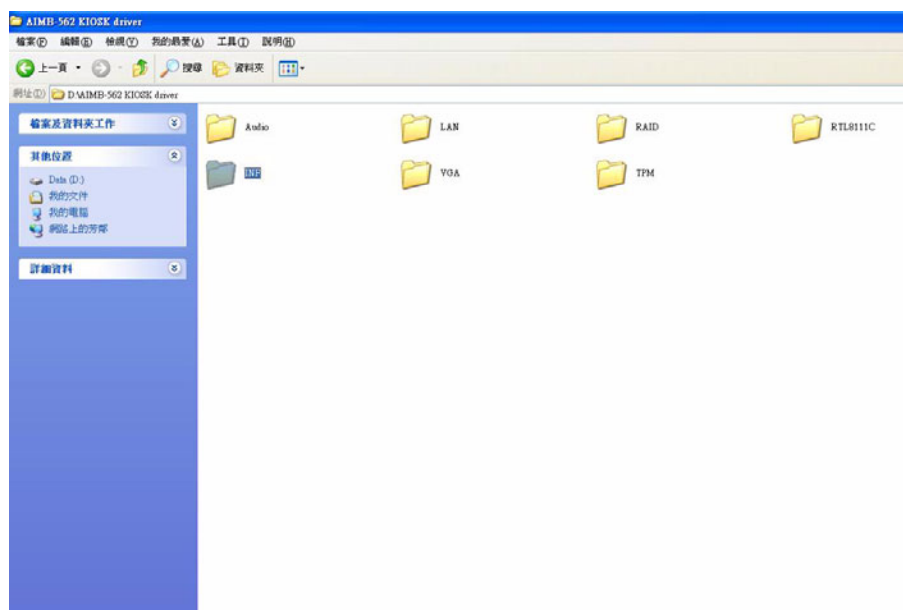 AIMB-562 KIOSK driver
檔案(F) 編輯(E) 檢視(V) 我的最愛(A) 工具(T) 說明(H)
上一頁 搜尋 資料夾
網址(D) D:\AIMB-562 KIOSK driver
檔案及資料夾工作
Audio LAN RAID RTL8111C
其他位置
INF VGA TPM
Data (D:)
我的文件
我的電腦
網路上的芳鄰
詳細資料